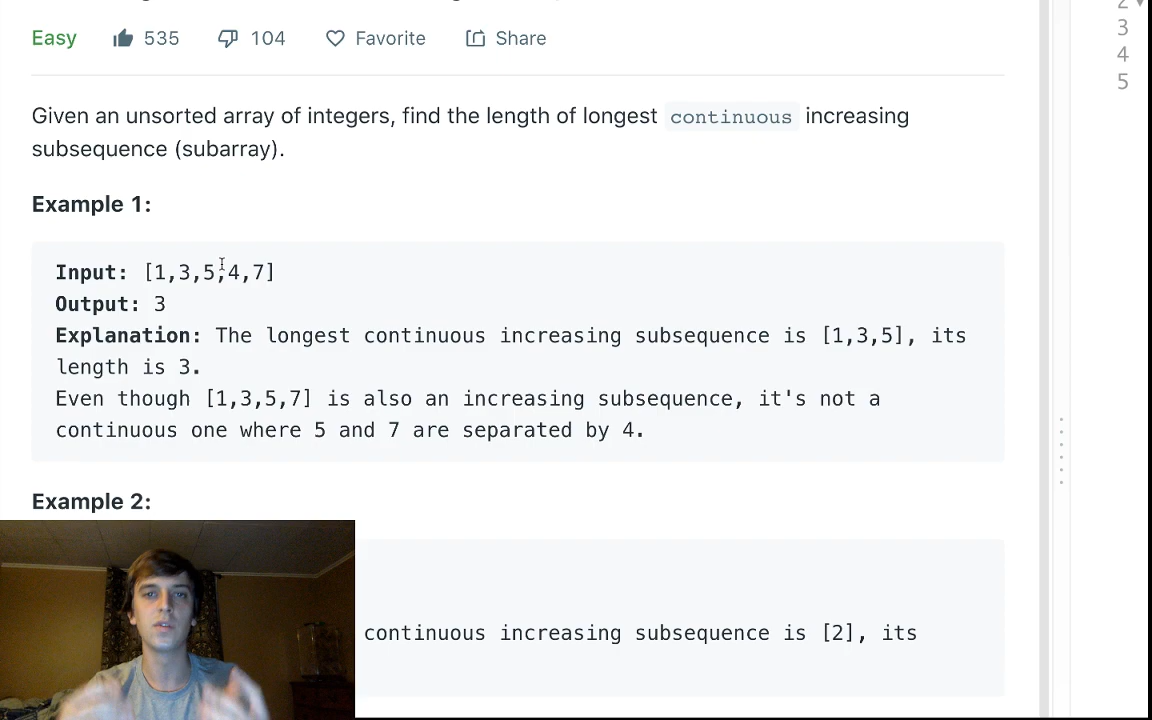 Easy 535 104 Favorite Share
Given an unsorted array of integers, find the length of longest continuous increasing
subsequence (subarray).
Example 1:
Input: [1,3,5,4,7]
Output: 3
Explanation: The longest continuous increasing subsequence is [1,3,5], its
length is 3.
Even though [1,3,5,7] is also an increasing subsequence, it's not a
continuous one where 5 and 7 are separated by 4.
Example 2:
continuous increasing subsequence is [2], its
2
3
4
5